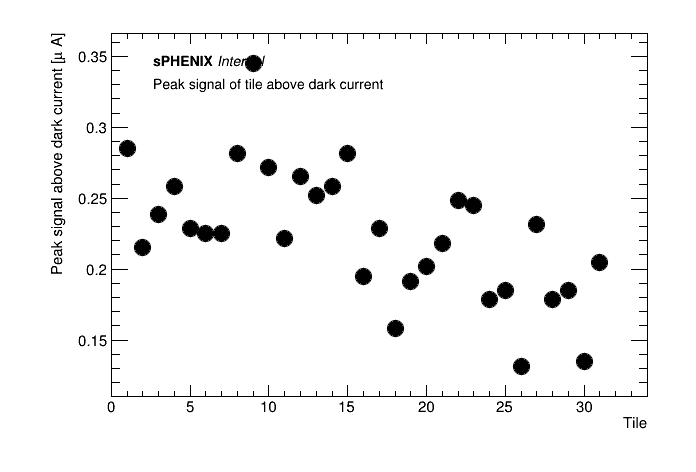 Peak signal above dark current [μ A]
0.35
sPHENIX
Peak signal of tile above dark current
0.3
0.25
0.2
0.15
0 5 10 15 20 25 30
Tile